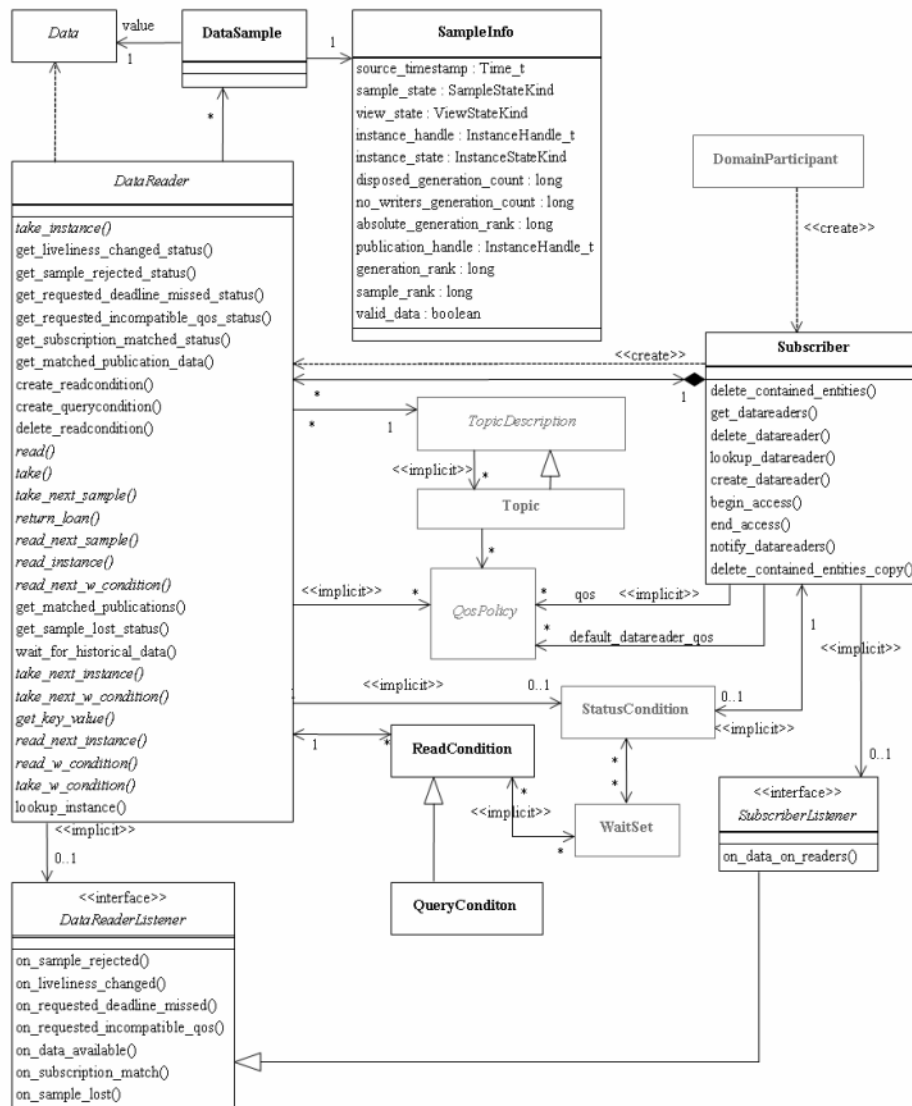 Data
value
1
DataSample
1
*
SampleInfo
source_timestamp : Time_t
sample_state : SampleStateKind
view_state : ViewStateKind
instance_handle : InstanceHandle_t
instance_state : InstanceStateKind
disposed_generation_count : long
no_writers_generation_count : long
absolute_generation_rank : long
publication_handle : InstanceHandle_t
generation_rank : long
sample_rank : long
valid_data : boolean
DomainParticipant
<<create>>
DataReader
take_instance()
get_liveliness_changed_status()
get_sample_rejected_status()
get_requested_deadline_missed_status()
get_requested_incompatible_qos_status()
get_subscription_matched_status()
get_matched_publication_data()
create_readcondition()
create_querycondition()
delete_readcondition()
read()
take()
take_next_sample()
return_loan()
read_next_sample()
read_instance()
read_next_w_condition()
get_matched_publications()
get_sample_lost_status()
wait_for_historical_data()
take_next_instance()
take_next_w_condition()
get_key_value()
read_next_instance()
read_w_condition()
take_w_condition()
lookup_instance()
<<create>>
*
1
Subscriber
delete_contained_entities()
get_datareaders()
delete_datareader()
lookup_datareader()
create_datareader()
begin_access()
end_access()
notify_datareaders()
delete_contained_entities_copy()
*
1
TopicDescription
<<implicit>>
*
Topic
*
<<implicit>>
*
QosPolicy
*
qos
<<implicit>>
*
default_datareader_qos
1
<<implicit>>
<<implicit>>
0..1
StatusCondition
0..1
<<implicit>>
1
*
ReadCondition
*
<<implicit>>
*
*
*
WaitSet
0..1
<<interface>>
SubscriberListener
on_data_on_readers()
QueryConditon
<<implicit>>
0..1
<<interface>>
DataReaderListener
on_sample_rejected()
on_liveliness_changed()
on_requested_deadline_missed()
on_requested_incompatible_qos()
on_data_available()
on_subscription_match()
on_sample_lost()